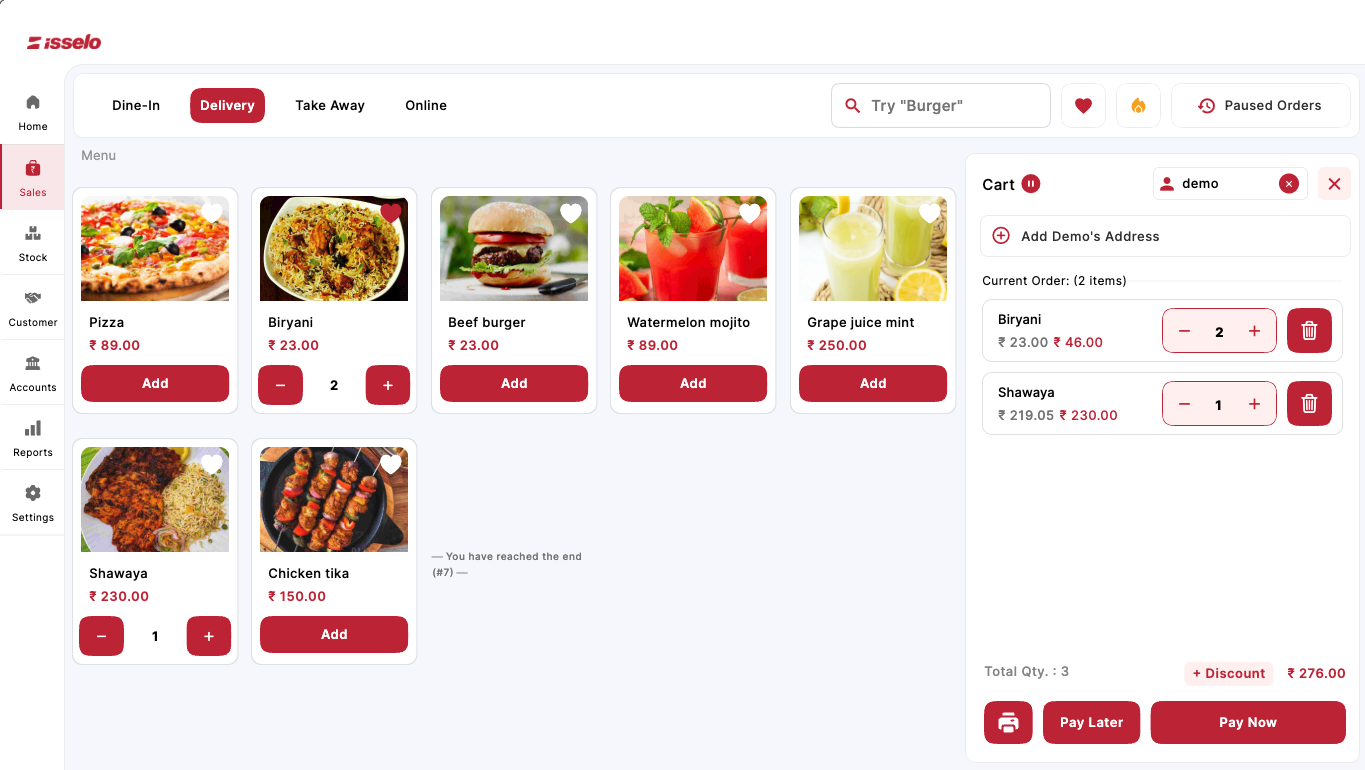 isselo
Dine-In
Delivery
Take Away
Online
Try "Burger"
Paused Orders
Home
Sales
Stock
Customer
Accounts
Reports
Settings
Menu
Pizza
₹ 89.00
Add
Biryani
₹ 23.00
− 2 +
Beef burger
₹ 23.00
Add
Watermelon mojito
₹ 89.00
Add
Grape juice mint
₹ 250.00
Add
Shawaya
₹ 230.00
− 1 +
Chicken tika
₹ 150.00
Add
— You have reached the end
(#7) —
Cart
demo
Add Demo's Address
Current Order: (2 items)
Biryani
₹ 23.00 ₹ 46.00
− 2 +
Shawaya
₹ 219.05 ₹ 230.00
− 1 +
Total Qty. : 3
+ Discount
₹ 276.00
Pay Later
Pay Now